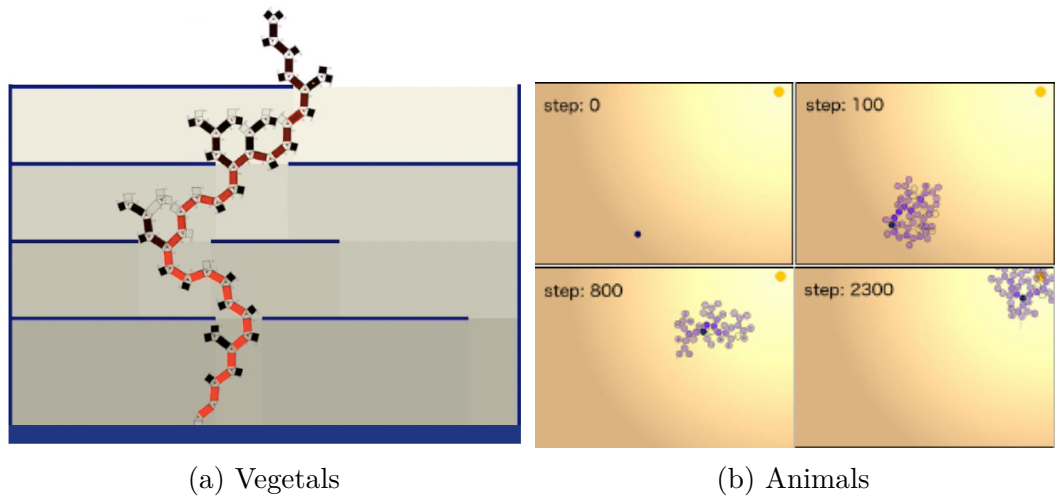 step: 0
step: 100
step: 800
step: 2300
(a) Vegetals
(b) Animals